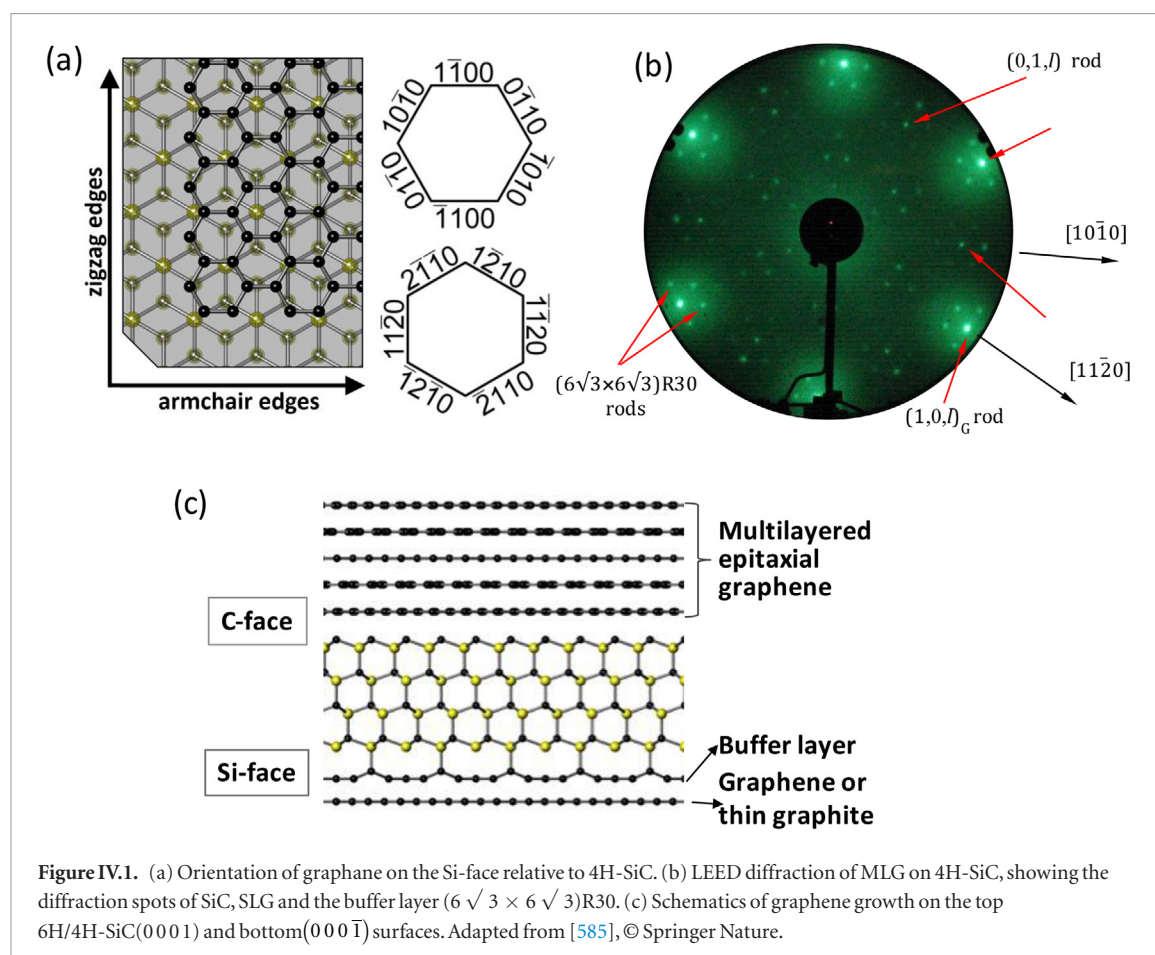 (a)
zigzag edges
armchair edges
11̄00
101̄0
01̄10
011̄0
1̄010
1̄100
21̄1̄0
12̄10
112̄0
1̄1̄20
1̄21̄0
2̄110
(b)
(0,1,l) rod
[101̄0]
[112̄0]
(6√3×6√3)R30
rods
(1,0,l)G rod
(c)
C-face
Multilayered
epitaxial
graphene
Si-face
Buffer layer
Graphene or
thin graphite
Figure IV.1. (a) Orientation of graphane on the Si-face relative to 4H-SiC. (b) LEED diffraction of MLG on 4H-SiC, showing the
diffraction spots of SiC, SLG and the buffer layer (6 √ 3 × 6 √ 3)R30. (c) Schematics of graphene growth on the top
6H/4H-SiC(0 0 0 1) and bottom(0 0 0 1̄) surfaces. Adapted from [585], © Springer Nature.